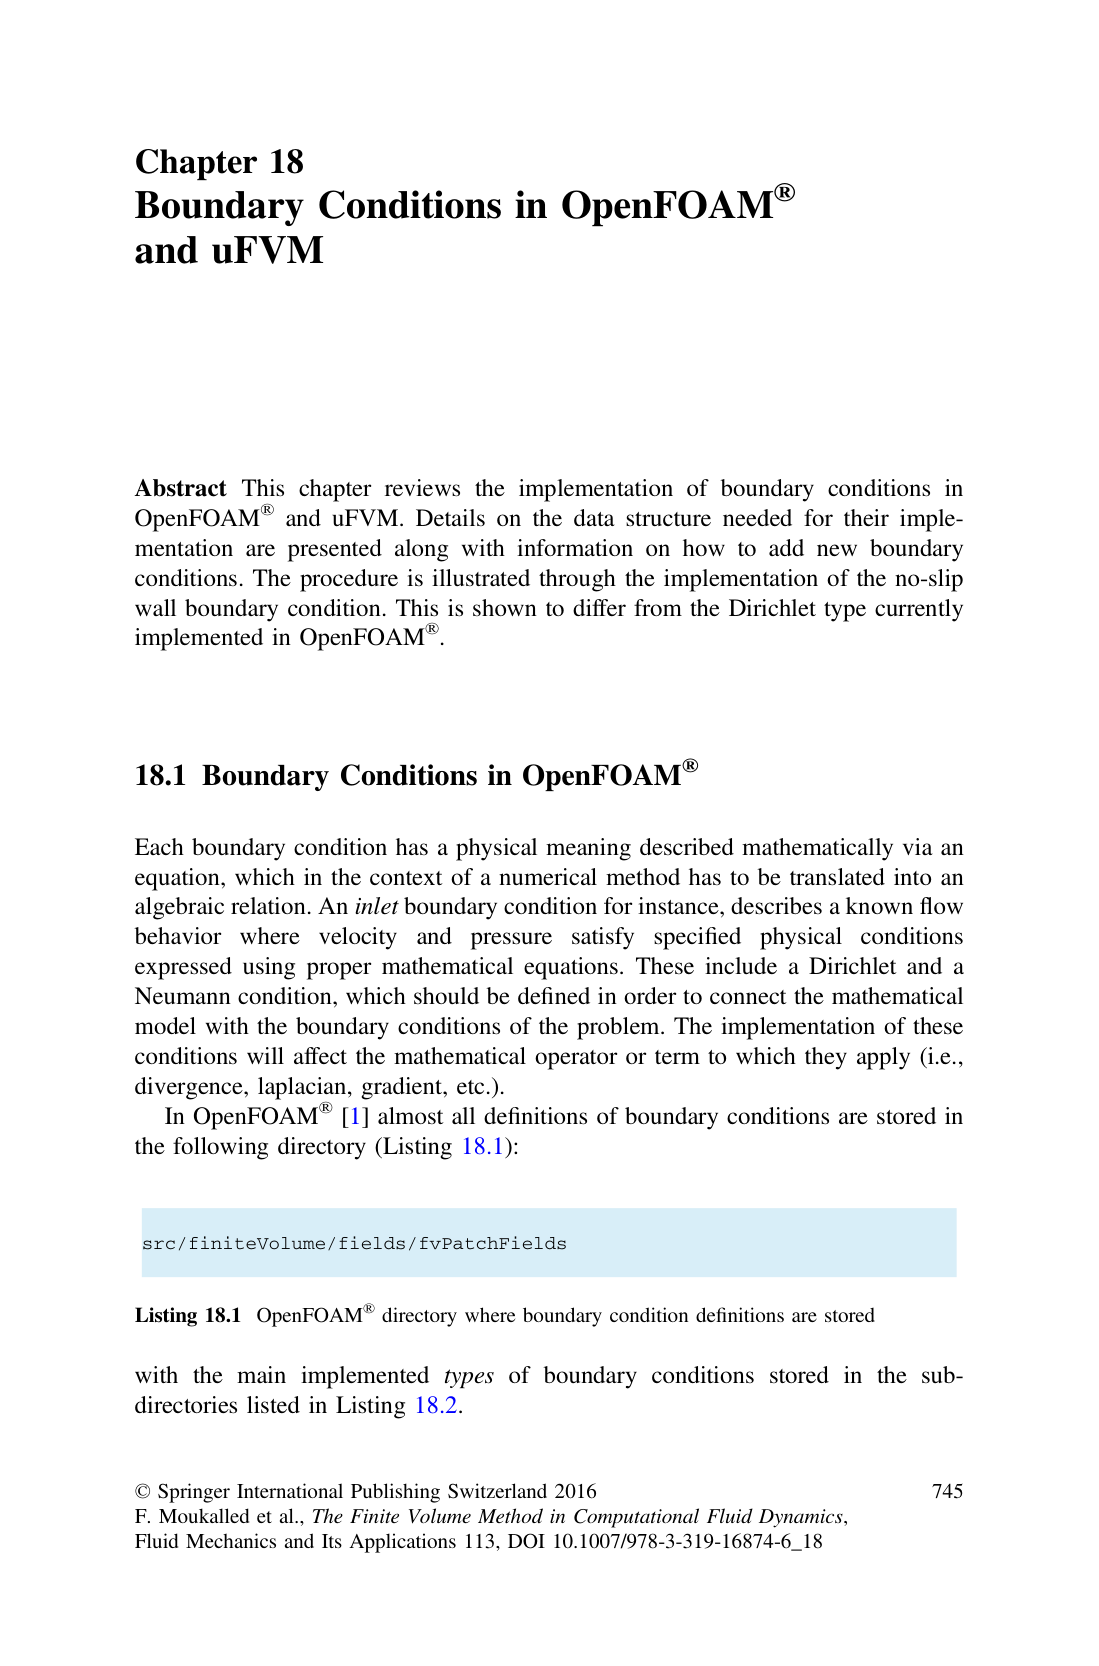 Chapter 18
Boundary Conditions in OpenFOAM®
and uFVM
Abstract This chapter reviews the implementation of boundary conditions in
OpenFOAM® and uFVM. Details on the data structure needed for their imple-
mentation are presented along with information on how to add new boundary
conditions. The procedure is illustrated through the implementation of the no-slip
wall boundary condition. This is shown to differ from the Dirichlet type currently
implemented in OpenFOAM®.
18.1 Boundary Conditions in OpenFOAM®
Each boundary condition has a physical meaning described mathematically via an
equation, which in the context of a numerical method has to be translated into an
algebraic relation. An inlet boundary condition for instance, describes a known flow
behavior where velocity and pressure satisfy specified physical conditions
expressed using proper mathematical equations. These include a Dirichlet and a
Neumann condition, which should be defined in order to connect the mathematical
model with the boundary conditions of the problem. The implementation of these
conditions will affect the mathematical operator or term to which they apply (i.e.,
divergence, laplacian, gradient, etc.).
In OpenFOAM® [1] almost all definitions of boundary conditions are stored in
the following directory (Listing 18.1):
src/finiteVolume/fields/fvPatchFields
Listing 18.1 OpenFOAM® directory where boundary condition definitions are stored
with the main implemented types of boundary conditions stored in the sub-
directories listed in Listing 18.2.
© Springer International Publishing Switzerland 2016 745
F. Moukalled et al., The Finite Volume Method in Computational Fluid Dynamics,
Fluid Mechanics and Its Applications 113, DOI 10.1007/978-3-319-16874-6_18